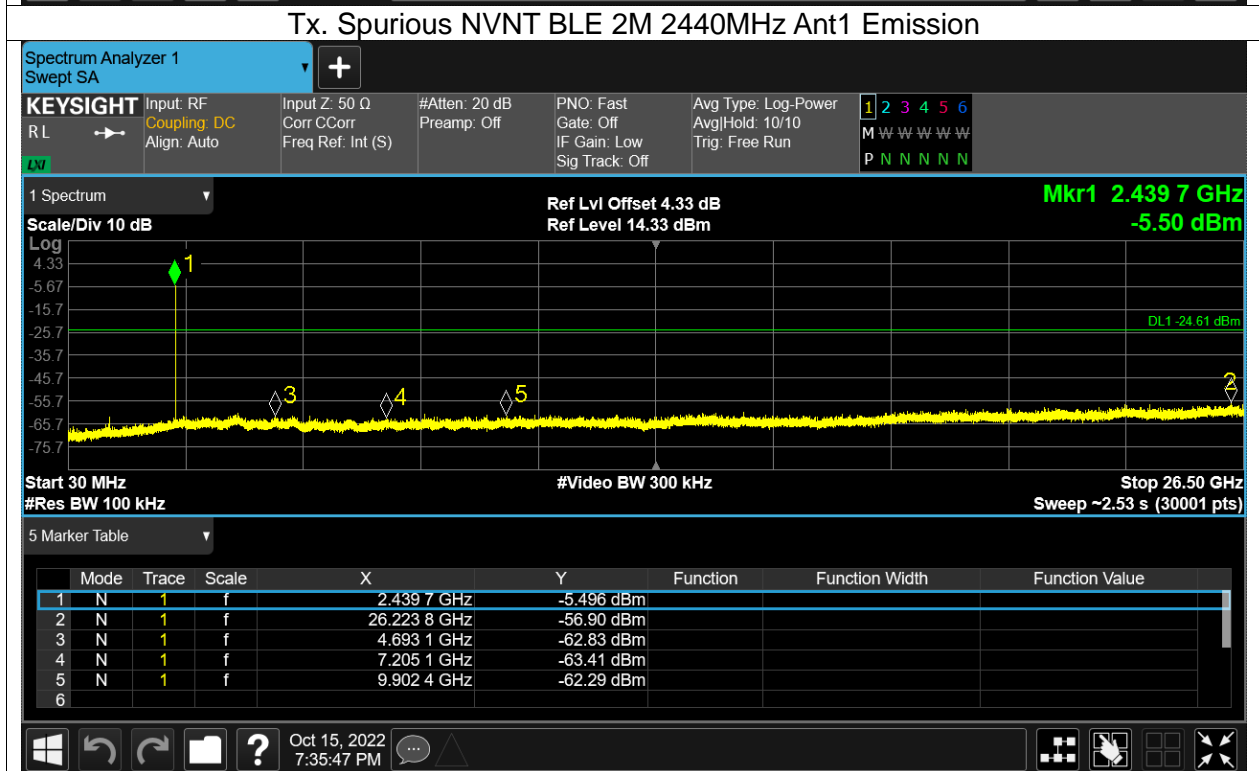 Tx. Spurious NVNT BLE 2M 2440MHz Ant1 Emission
Spectrum Analyzer 1
Swept SA
+
KEYSIGHT Input: RF Input Z: 50 Ω #Atten: 20 dB PNO: Fast Avg Type: Log-Power 1 2 3 4 5 6
R L Coupling: DC Corr CCorr Preamp: Off Gate: Off Avg|Hold: 10/10 M W W W W W
Align: Auto Freq Ref: Int (S) IF Gain: Low Trig: Free Run
LXI Sig Track: Off P N N N N N
1 Spectrum Ref Lvl Offset 4.33 dB Mkr1 2.439 7 GHz
Scale/Div 10 dB Ref Level 14.33 dBm -5.50 dBm
Log
4.33 1
-5.67
-15.7
DL1 -24.61 dBm
-25.7
-35.7
-45.7 2
3 4 5
-55.7
-65.7
-75.7
Start 30 MHz #Video BW 300 kHz Stop 26.50 GHz
#Res BW 100 kHz Sweep ~2.53 s (30001 pts)
5 Marker Table
Mode Trace Scale X Y Function Function Width Function Value
1 N 1 f 2.439 7 GHz -5.496 dBm
2 N 1 f 26.223 8 GHz -56.90 dBm
3 N 1 f 4.693 1 GHz -62.83 dBm
4 N 1 f 7.205 1 GHz -63.41 dBm
5 N 1 f 9.902 4 GHz -62.29 dBm
6
? Oct 15, 2022
7:35:47 PM